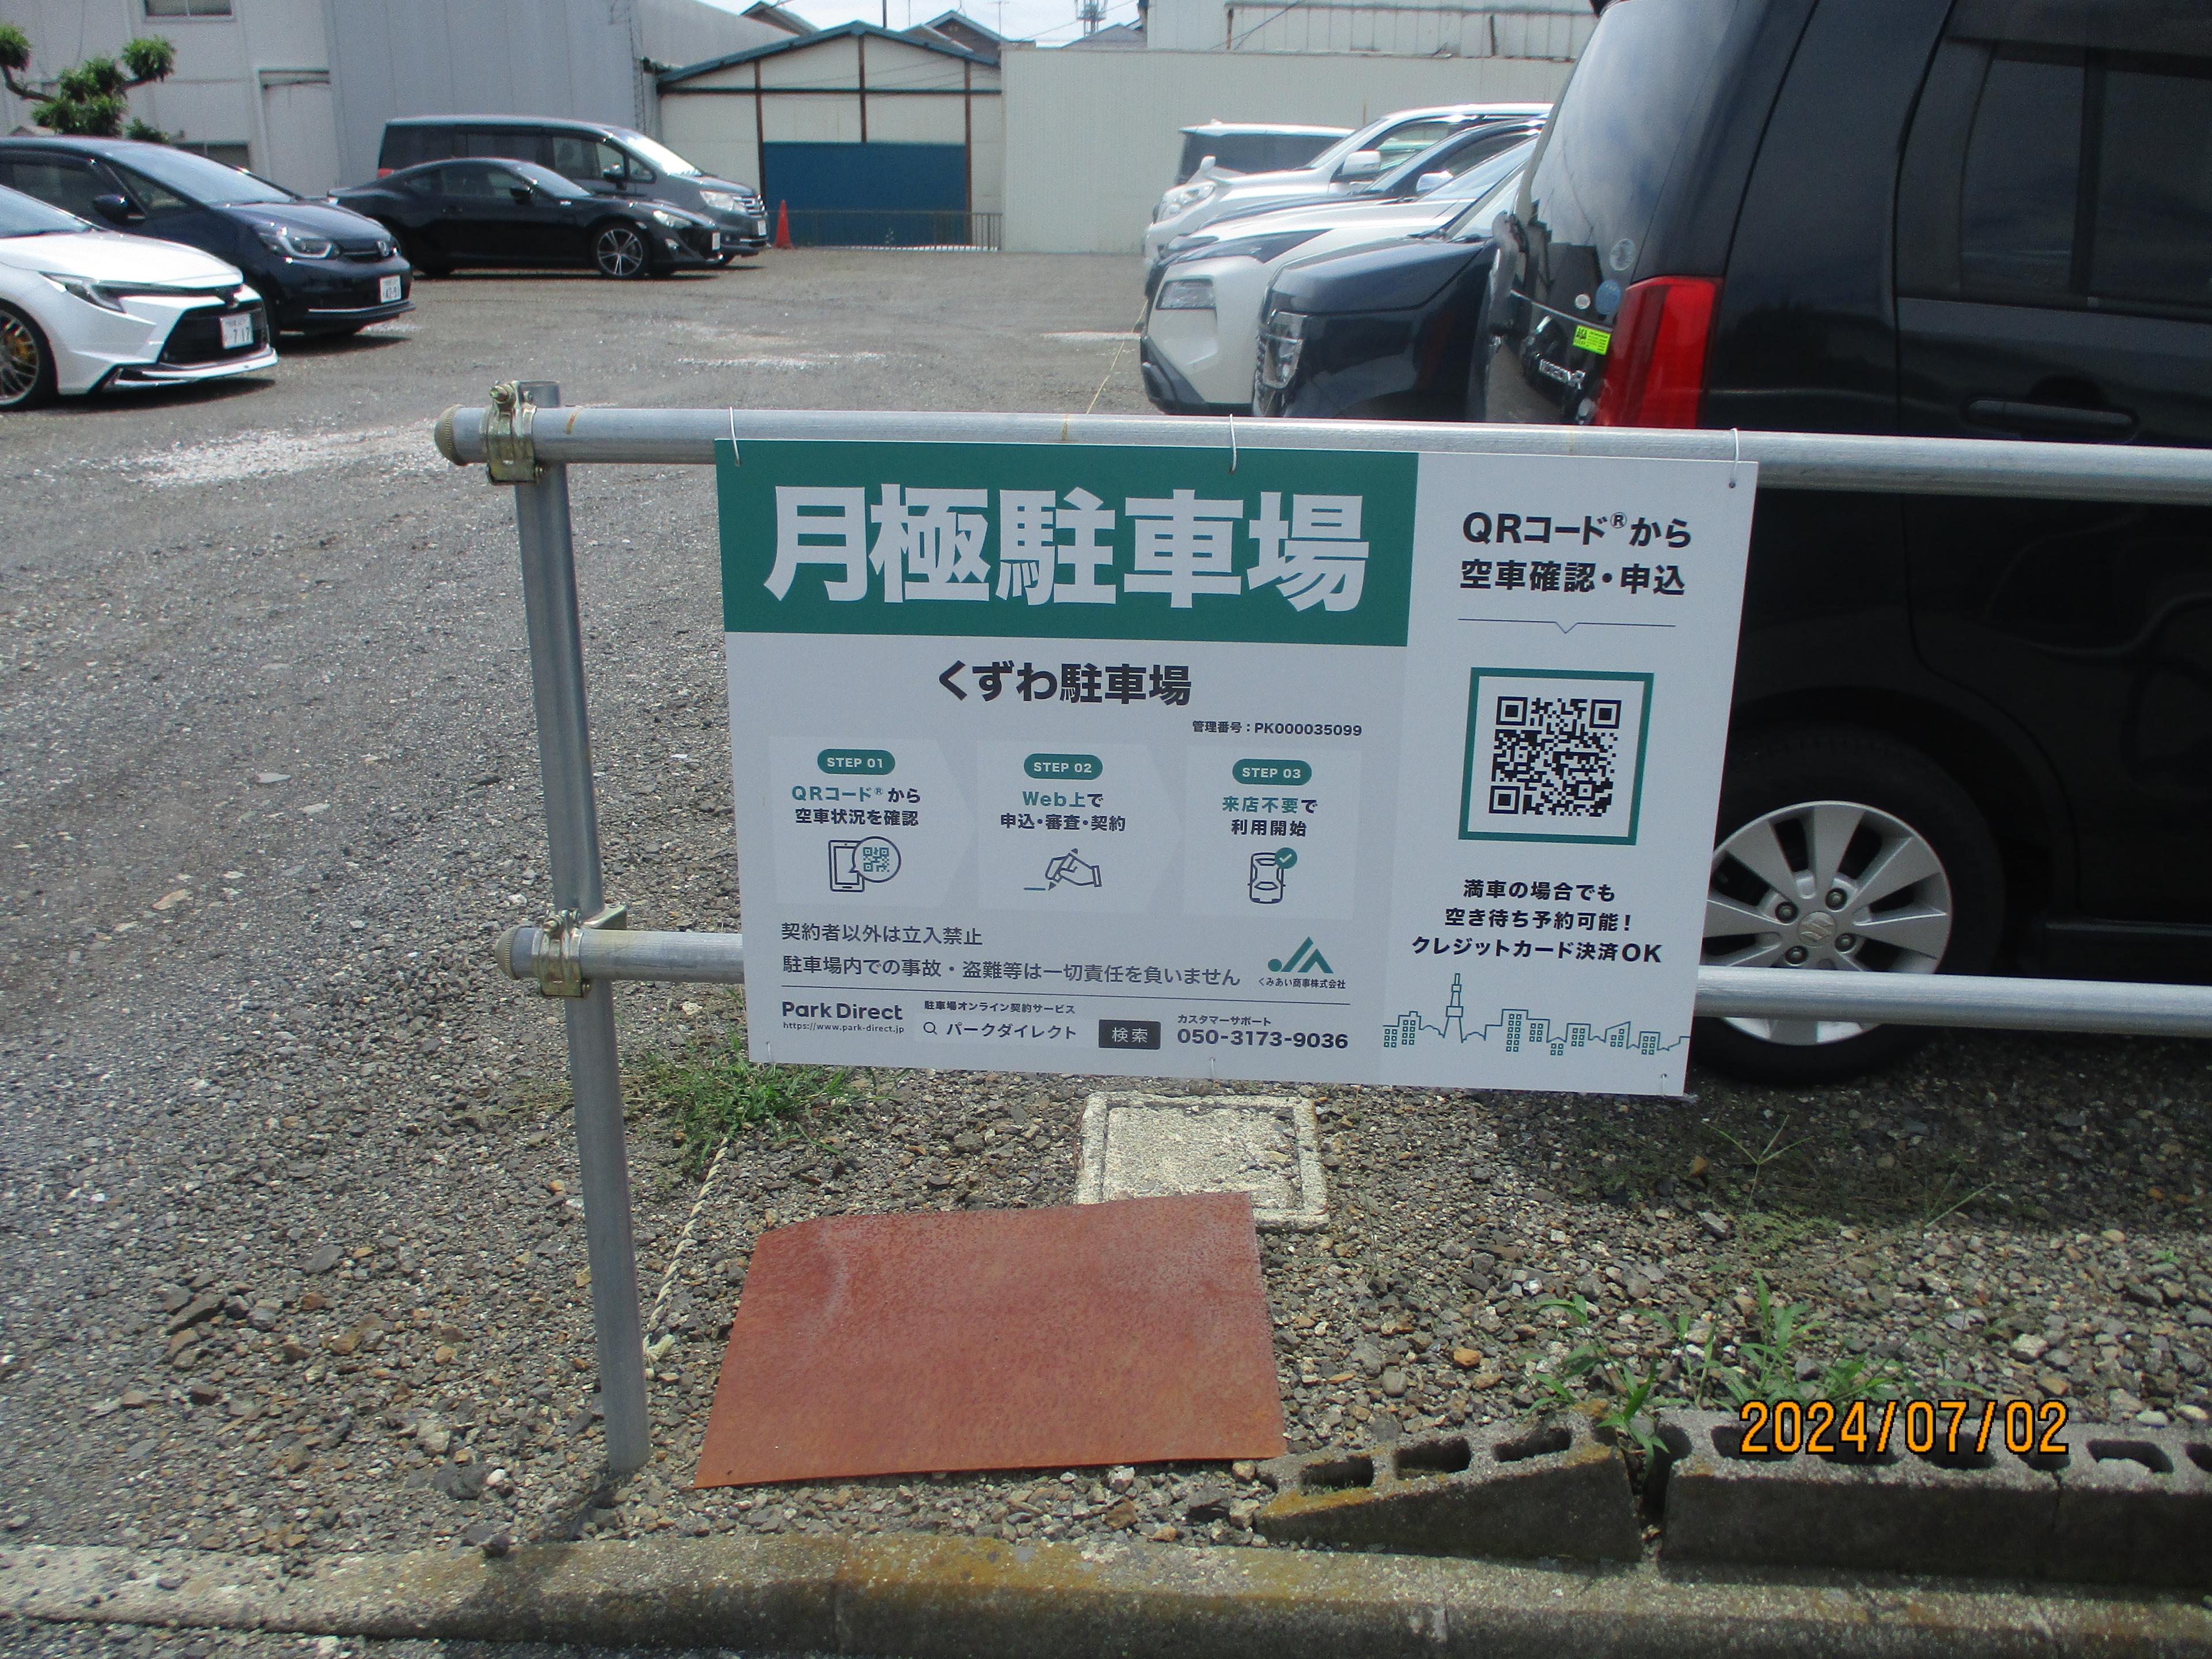 月極駐車場
くずわ駐車場
管理番号：PK000035099
STEP 01
QRコード®から
空車状況を確認
STEP 02
Web上で
申込・審査・契約
STEP 03
来店不要で
利用開始
契約者以外は立入禁止
駐車場内での事故・盗難等は一切責任を負いません
くみあい商事株式会社
Park Direct
https://www.park-direct.jp
駐車場オンライン契約サービス
パークダイレクト
検索
カスタマーサポート
050-3173-9036
QRコード®から
空車確認・申込
満車の場合でも
空き待ち予約可能！
クレジットカード決済OK
2024/07/02